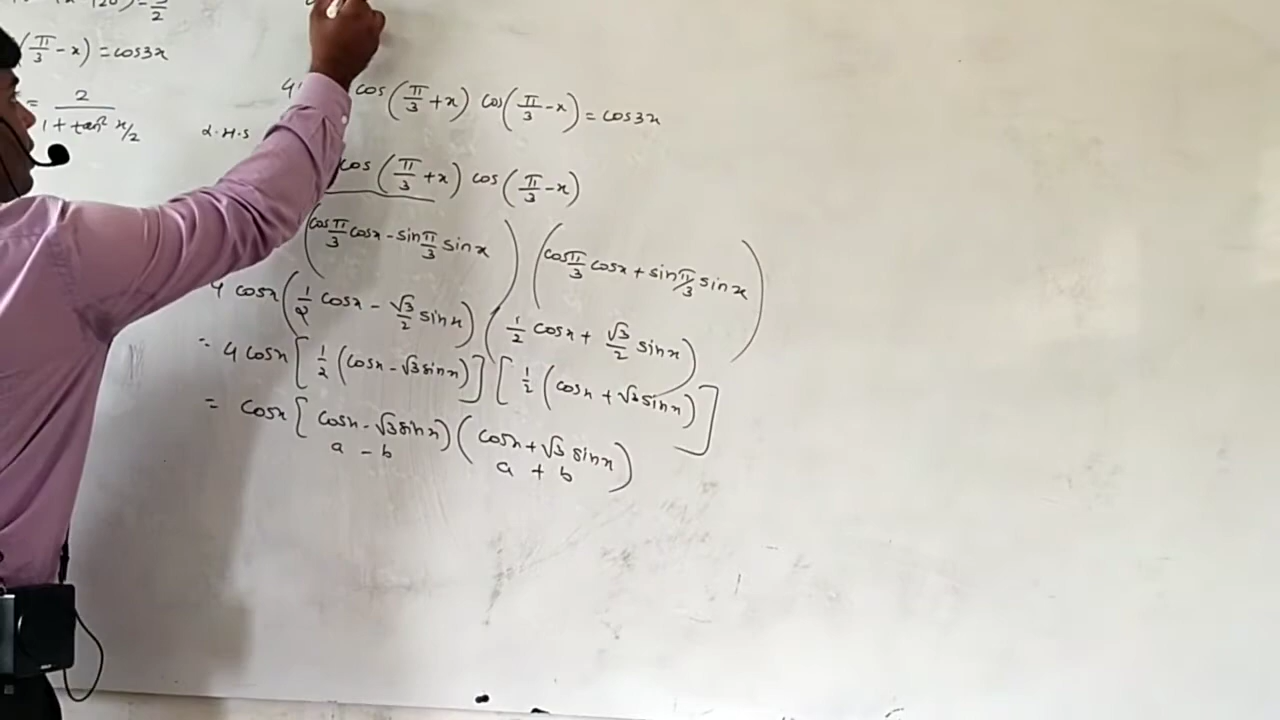 = 3/2
(π/3 - x) = cos3x
= 2/(1 + tan² x/2)
cos(π/3 + x) cos(π/3 - x) = cos3x
L.H.S
cos(π/3 + x) cos(π/3 - x)
(cos π/3 cosx - sin π/3 sinx) (cos π/3 cosx + sin π/3 sinx)
4 cosx (1/2 cosx - √3/2 sinx) (1/2 cosx + √3/2 sinx)
= 4 cosx [1/2 (cosx - √3 sinx)] [1/2 (cosx + √3 sinx)]
= cosx [cosx - √3 sinx) (cosx + √3 sinx)
a - b a + b